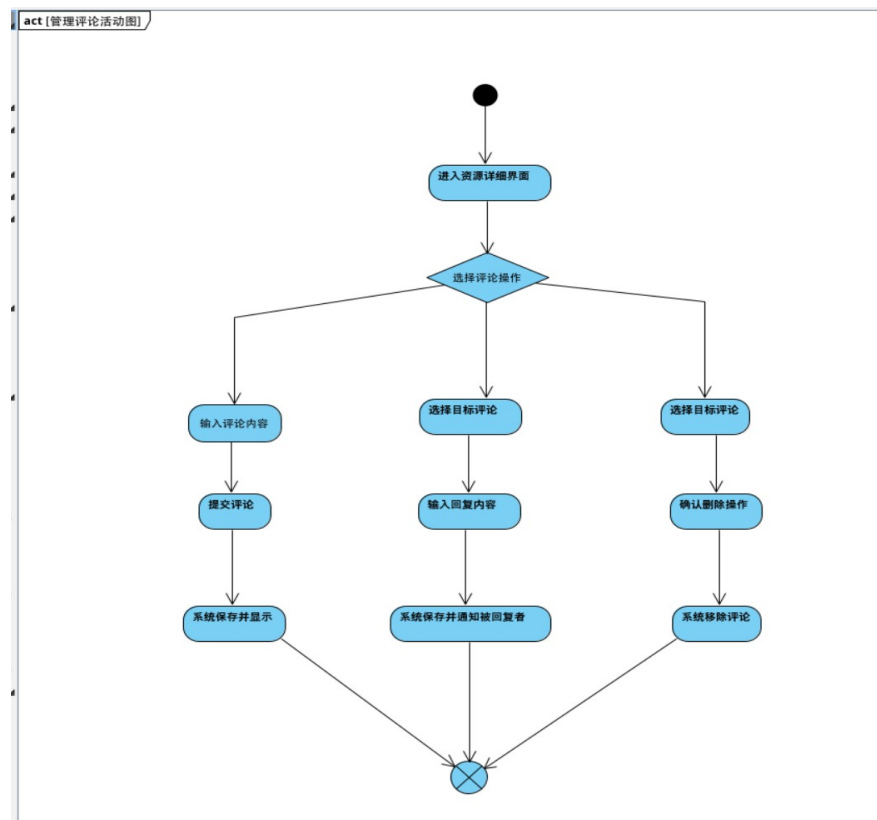 act [管理评论活动图]
进入资源详细界面
选择评论操作
输入评论内容
选择目标评论
选择目标评论
提交评论
输入回复内容
确认删除操作
系统保存并显示
系统保存并通知被回复者
系统移除评论